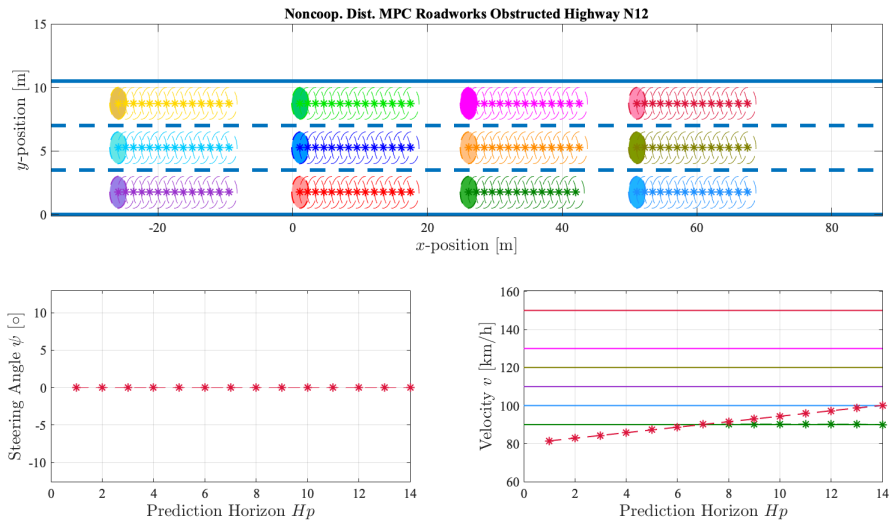 Noncoop. Dist. MPC Roadworks Obstructed Highway N12
15
10
5
0
y-position [m]
-20 0 20 40 60 80
x-position [m]
10
5
0
-5
-10
Steering Angle ψ [○]
0 2 4 6 8 10 12 14
Prediction Horizon Hp
160
140
120
100
80
60
Velocity v [km/h]
0 2 4 6 8 10 12 14
Prediction Horizon Hp